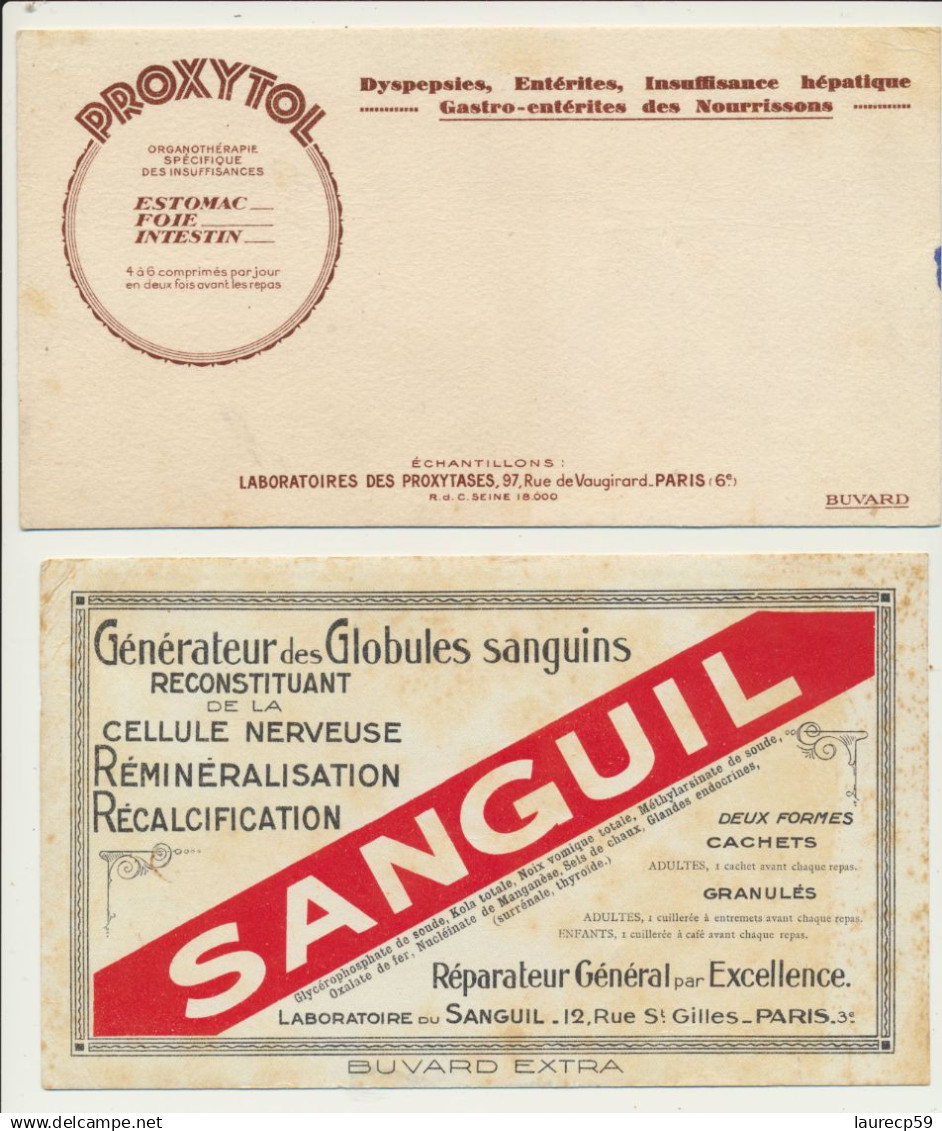 PROXYTOL
ORGANOTHÉRAPIE
SPÉCIFIQUE
DES INSUFFISANCES
ESTOMAC
FOIE
INTESTIN
4 à 6 comprimés par jour
en deux fois avant les repas
Dyspepsies, Entérites, Insuffisance hépatique
Gastro-entérites des Nourrissons
ÉCHANTILLONS :
LABORATOIRES DES PROXYTASES, 97, Rue de Vaugirard_PARIS (6e)
R.d.C. SEINE 18.000
BUVARD
Générateur des Globules sanguins
RECONSTITUANT
DE LA
CELLULE NERVEUSE
RÉMINÉRALISATION
RÉCALCIFICATION
SANGUIL
Glycérophosphate de soude, Kola totale, Noix vomique totale, Méthylarsinate de soude,
Oxalate de fer, Nucléinate de Manganèse, Sels de chaux, Glandes endocrines,
(surrénale, thyroïde.)
DEUX FORMES
CACHETS
ADULTES, 1 cachet avant chaque repas.
GRANULÉS
ADULTES, 1 cuillerée à entremets avant chaque repas.
ENFANTS, 1 cuillerée à café avant chaque repas.
Réparateur Général par Excellence.
LABORATOIRE DU SANGUIL _ 12, Rue St Gilles _ PARIS. 3e
BUVARD EXTRA
laurecp59